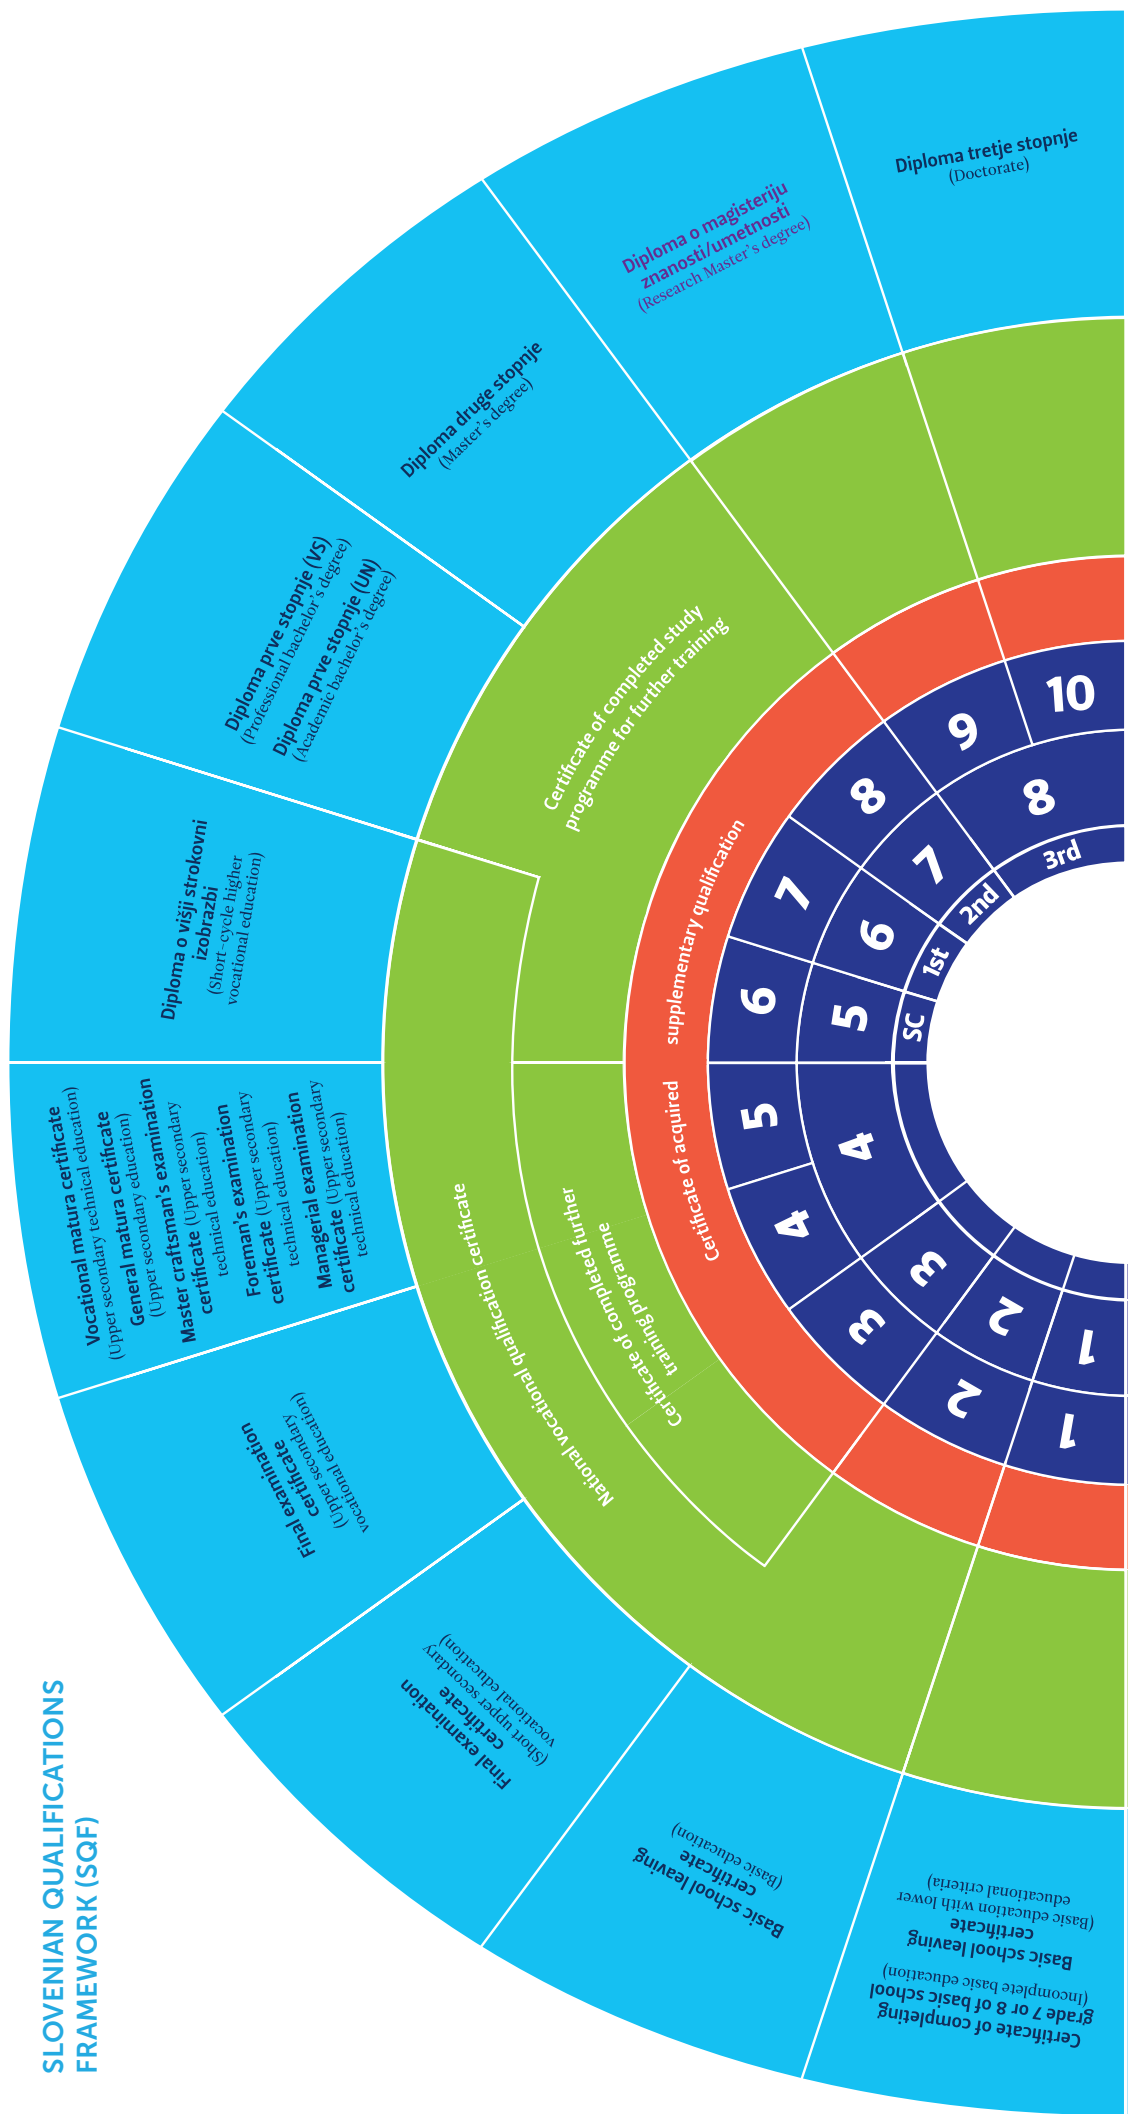 SLOVENIAN QUALIFICATIONS
FRAMEWORK (SQF)
Diploma tretje stopnje
(Doctorate)
Diploma o magisteriju
znanosti/umetnosti
(Research Master's degree)
Diploma druge stopnje
(Master's degree)
Diploma prve stopnje (VS)
(Professional bachelor's degree)
Diploma prve stopnje (UN)
(Academic bachelor's degree)
Diploma o višji strokovni
izobrazbi
(Short-cycle higher
vocational education)
Vocational matura certificate
(Upper secondary technical education)
General matura certificate
(Upper secondary education)
Master craftsman's examination
certificate (Upper secondary
technical education)
Foreman's examination
certificate (Upper secondary
technical education)
Managerial examination
certificate (Upper secondary
technical education)
Final examination
certificate
(Upper secondary
vocational education)
Final examination
certificate
(Short upper secondary
vocational education)
Basic school leaving
certificate
(Basic education)
Certificate of completing
grade 7 or 8 of basic school
(Incomplete basic education)
Basic school leaving
certificate
(Basic education with lower
educational criteria)
Certificate of completed study
programme for further training
National vocational qualification certificate
Certificate of completed further
training programme
Certificate of acquired supplementary qualification
10
9
8
7
6
5
4
3
2
1
8
7
6
5
4
3
2
1
3rd
2nd
1st
SC